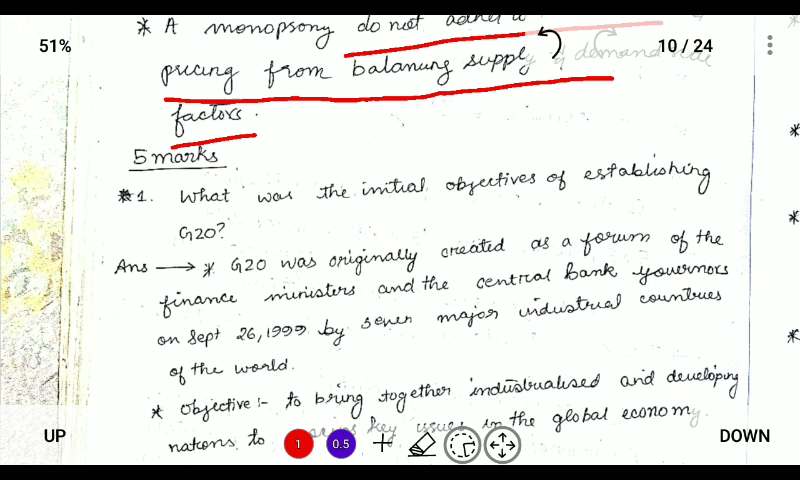 * A monopsony do not adher to
51%
10 / 24
pricing from balancing supply & demand
factors.
5 marks
*1. What was the initial objectives of establishing
G20?
Ans → * G20 was originally created as a forum of the
finance ministers and the central bank governors
on Sept 26, 1999 by seven major industrial countries
of the world.
* Objective:- to bring together industrialised and developing
nations to key issues in the global economy.
UP
1
0.5
DOWN